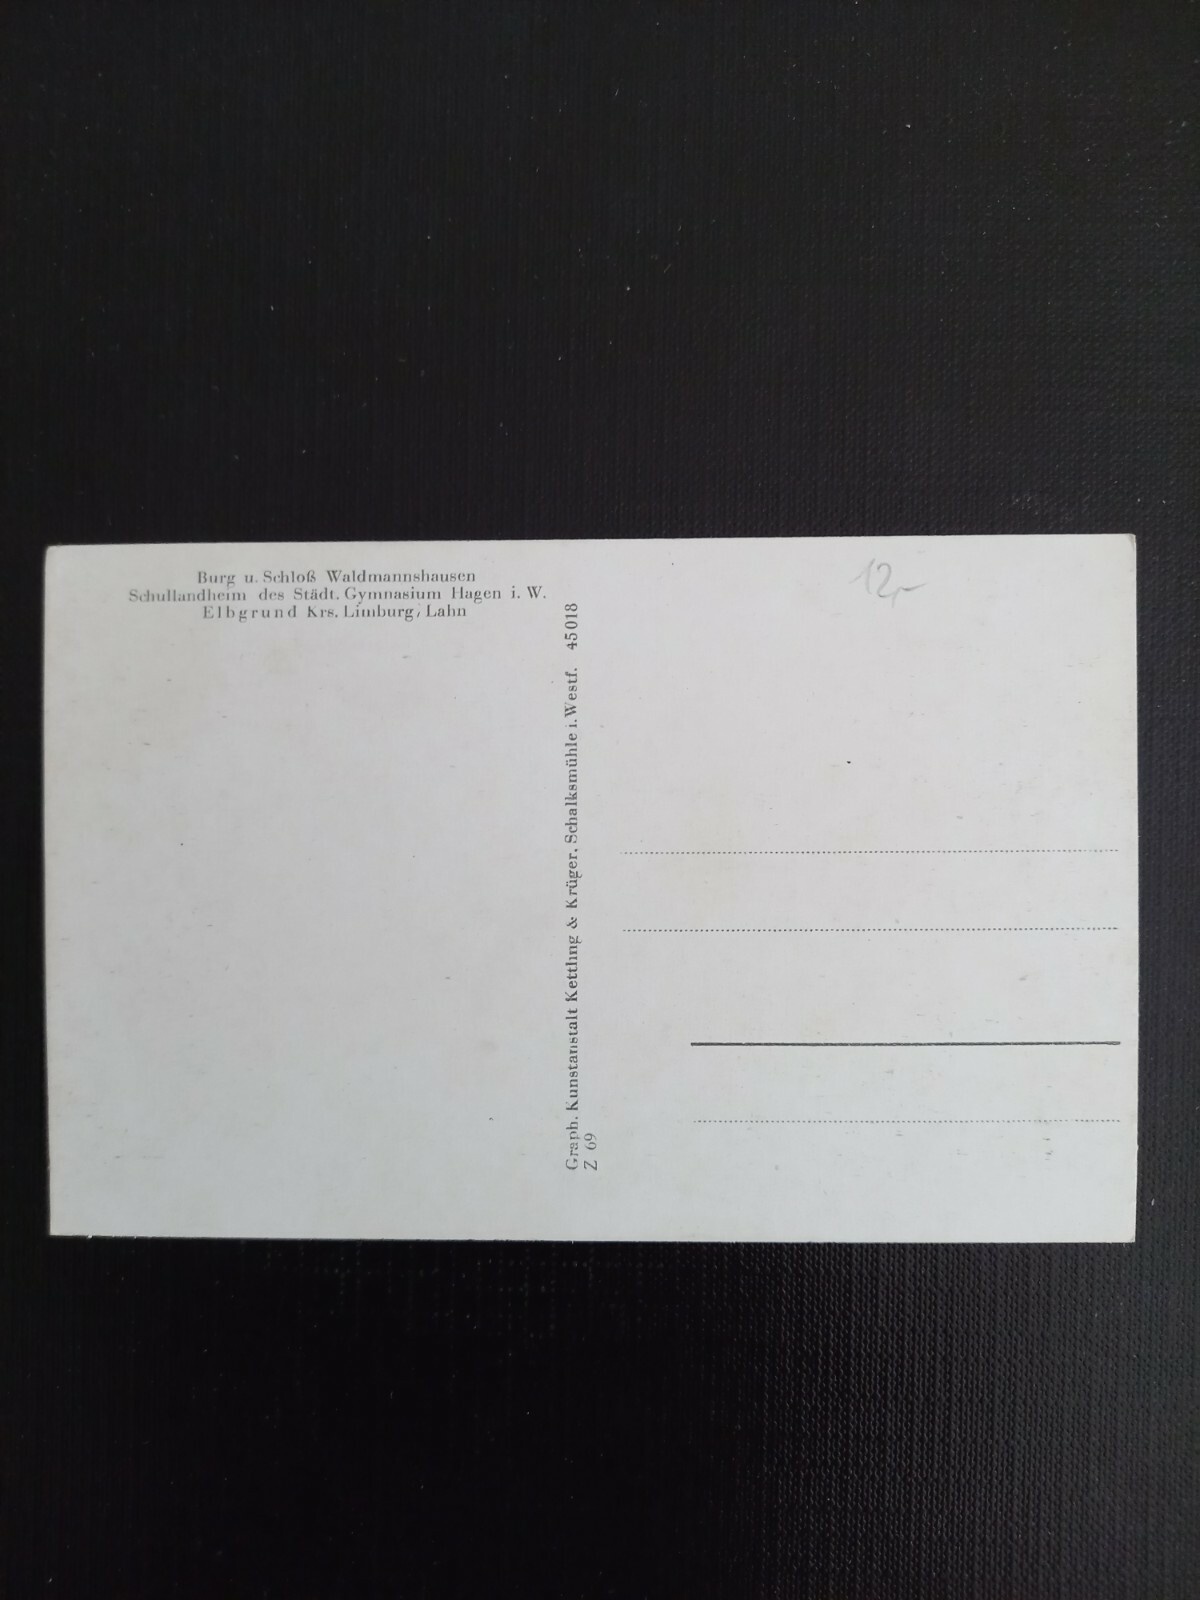 Burg u. Schloß Waldmannshausen
Schullandheim des Städt. Gymnasium Hagen i. W.
Elbgrund Krs. Limburg/Lahn
Graph. Kunstanstalt Kettling & Krüger, Schalksmühle i. Westf. 45018
Z 69
12,-